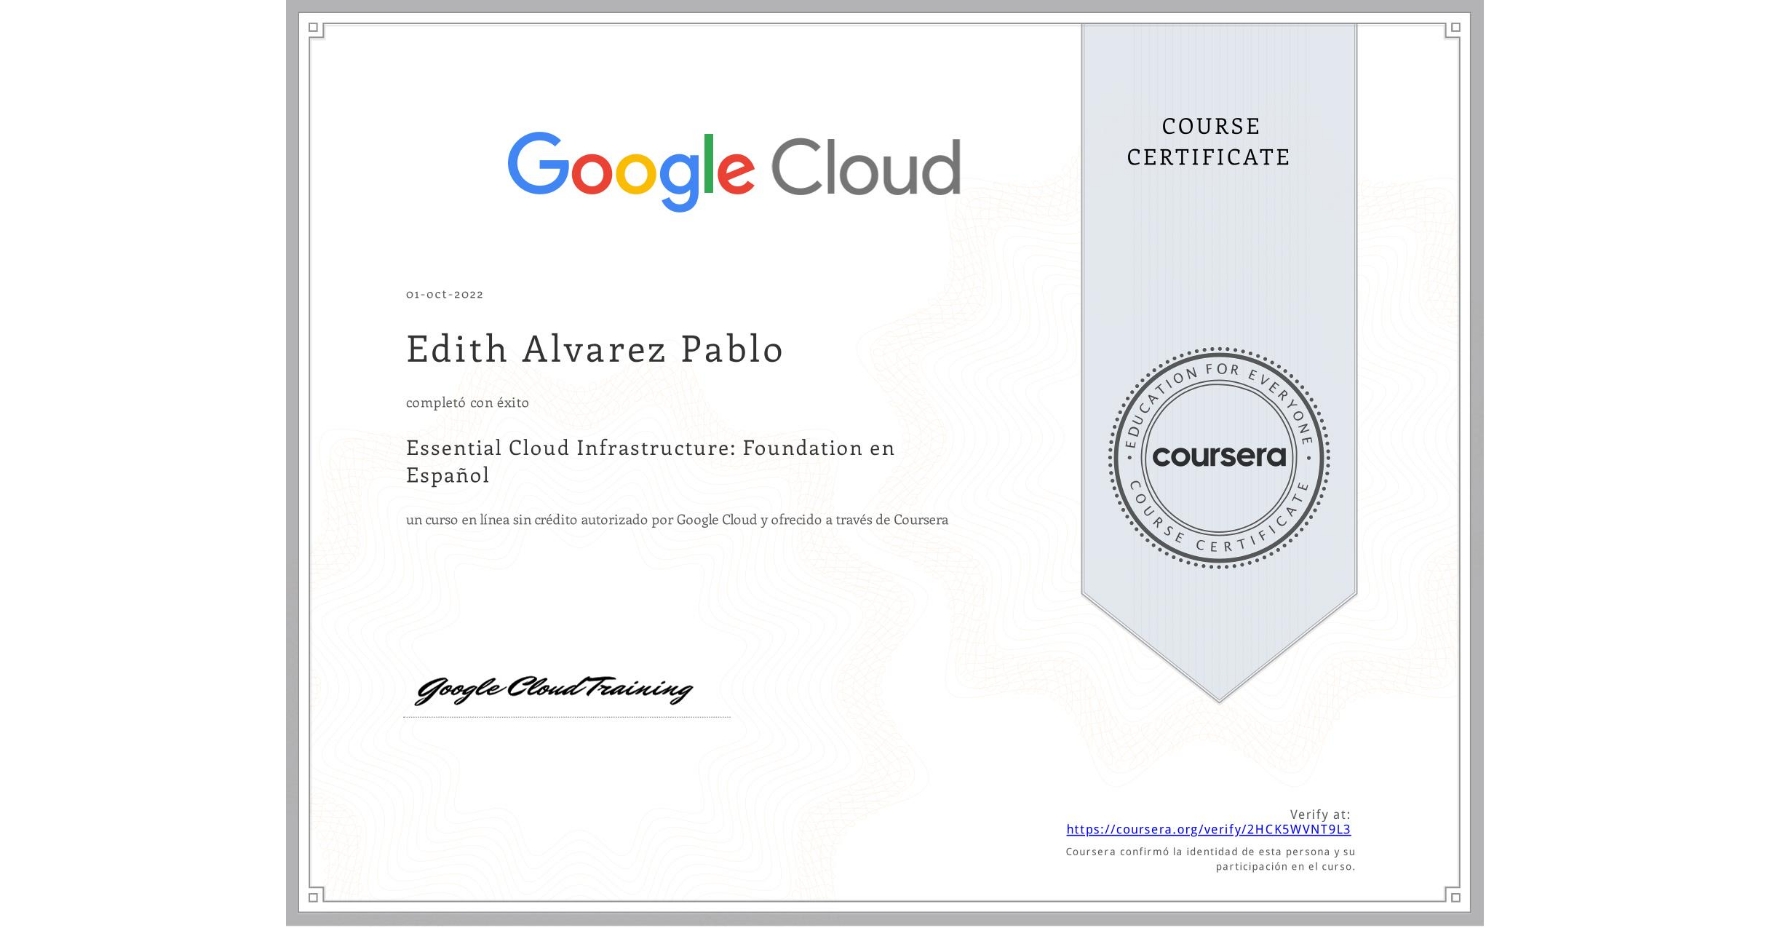 Google Cloud
COURSE
CERTIFICATE
01-oct-2022
Edith Alvarez Pablo
completó con éxito
Essential Cloud Infrastructure: Foundation en
Español
un curso en línea sin crédito autorizado por Google Cloud y ofrecido a través de Coursera
EDUCATION FOR EVERYONE
coursera
COURSE CERTIFICATE
Google Cloud Training
Verify at:
https://coursera.org/verify/2HCK5WVNT9L3
Coursera confirmó la identidad de esta persona y su
participación en el curso.